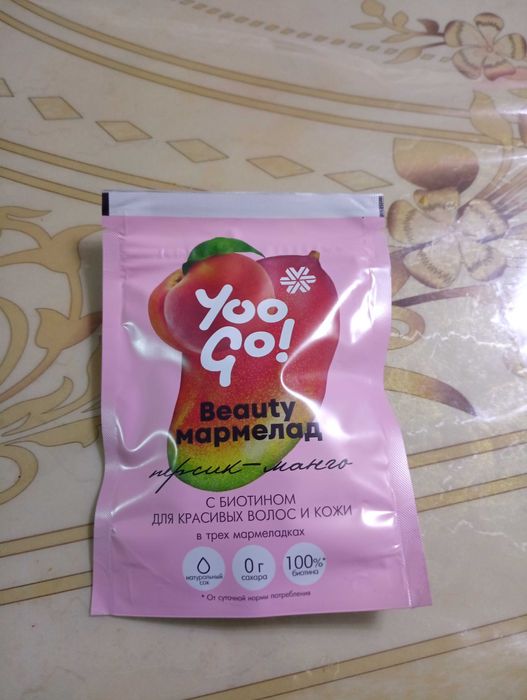 Yoo
Go!
Beauty
мармелад
персик-манго
С БИОТИНОМ
ДЛЯ КРАСИВЫХ ВОЛОС И КОЖИ
в трех мармеладках
натуральный
сок
0 г
сахара
100%*
биотина
* От суточной нормы потребления